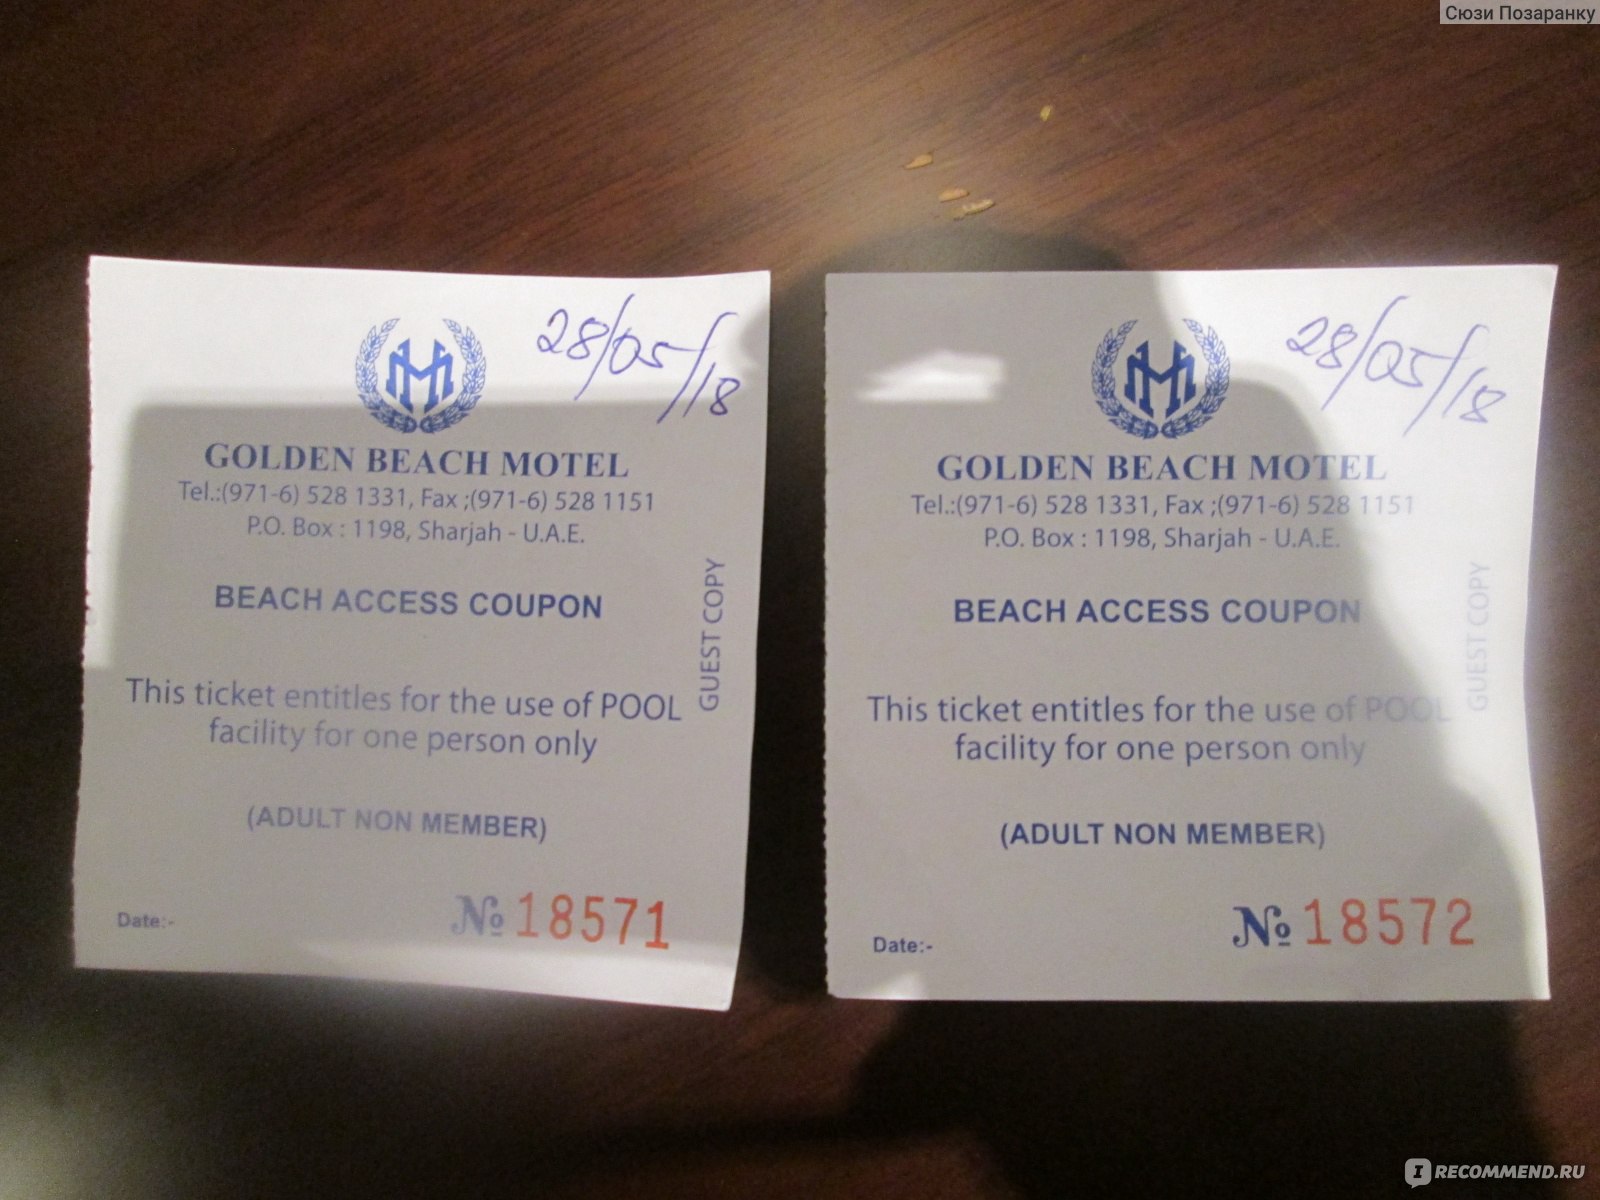 Сюзи Позаранку
28/05/18
GOLDEN BEACH MOTEL
Tel.:(971-6) 528 1331, Fax ;(971-6) 528 1151
P.O. Box : 1198, Sharjah - U.A.E.
BEACH ACCESS COUPON
GUEST COPY
This ticket entitles for the use of POOL
facility for one person only
(ADULT NON MEMBER)
Date:-
№ 18571
28/05/18
GOLDEN BEACH MOTEL
Tel.:(971-6) 528 1331, Fax ;(971-6) 528 1151
P.O. Box : 1198, Sharjah - U.A.E.
BEACH ACCESS COUPON
GUEST COPY
This ticket entitles for the use of POOL
facility for one person only
(ADULT NON MEMBER)
Date:-
№ 18572
IRECOMMEND.RU